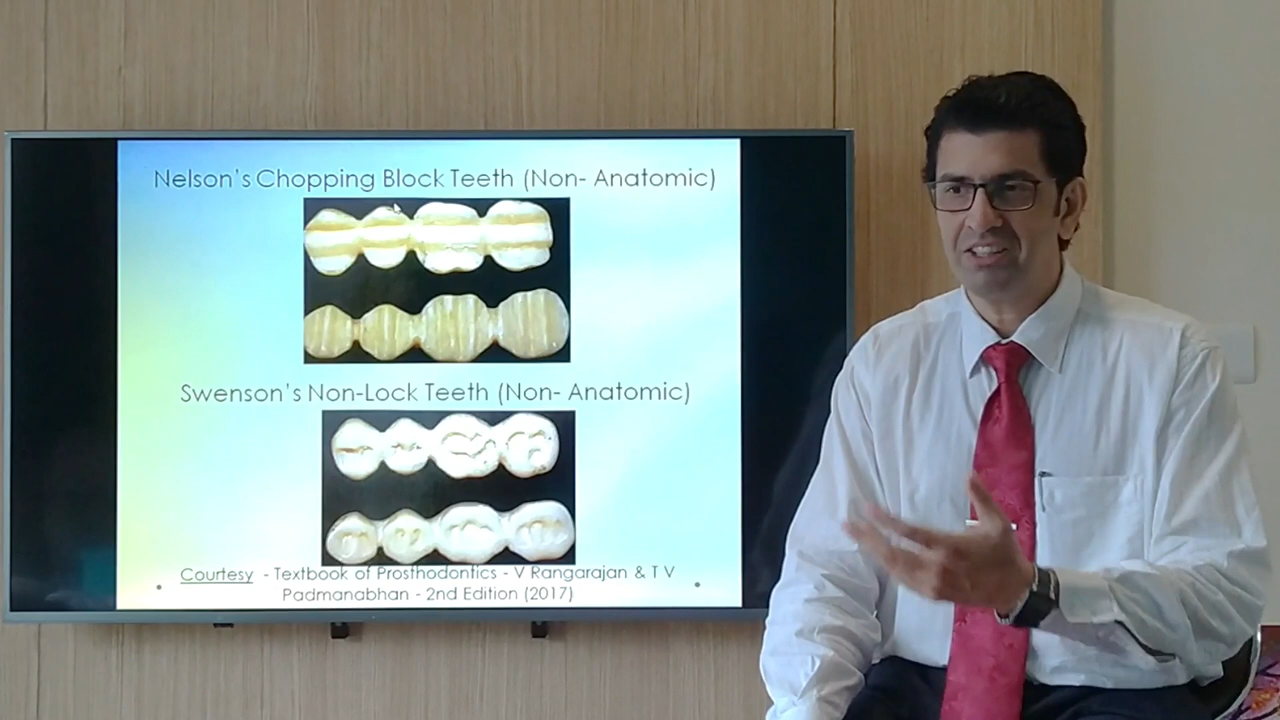 Nelson's Chopping Block Teeth (Non- Anatomic)
Swenson's Non-Lock Teeth (Non- Anatomic)
Courtesy - Textbook of Prosthodontics - V Rangarajan & T V
Padmanabhan - 2nd Edition (2017)